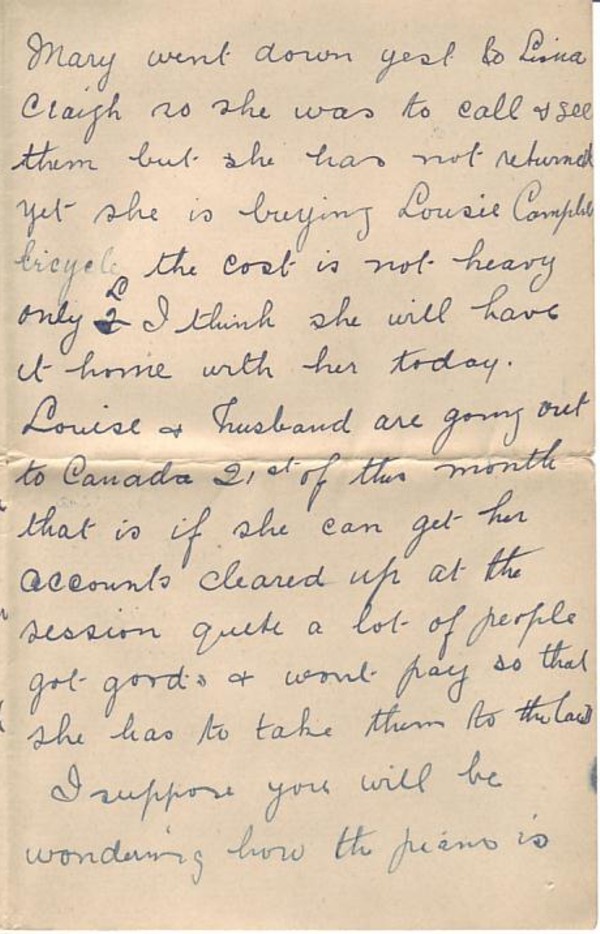 Mary went down yest to Lisna
Claigh so she was to call & see
them but she has not returned
yet she is buying Lousie Campbl
bicycle the cost is not heavy
only £2 I think she will have
it home with her today.
Louise & husband are going out
to Canada 21st of this month
that is if she can get her
accounts cleared up at the
session quite a lot of people
got goods & wont pay so that
she has to take them to the law
I suppose you will be
wondering how the piano is